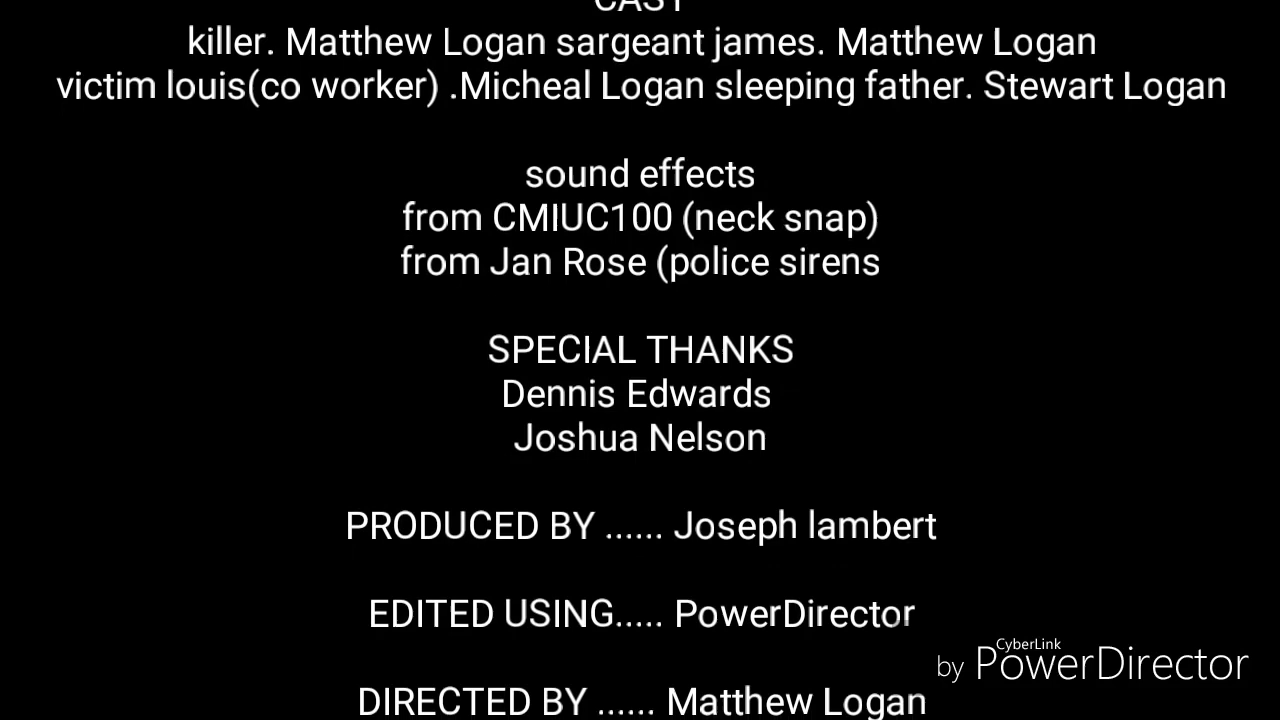 CAST
killer. Matthew Logan sargeant james. Matthew Logan
victim louis(co worker) .Micheal Logan sleeping father. Stewart Logan
sound effects
from CMIUC100 (neck snap)
from Jan Rose (police sirens
SPECIAL THANKS
Dennis Edwards
Joshua Nelson
PRODUCED BY ...... Joseph lambert
EDITED USING..... PowerDirector
CyberLink
by PowerDirector
DIRECTED BY ...... Matthew Logan